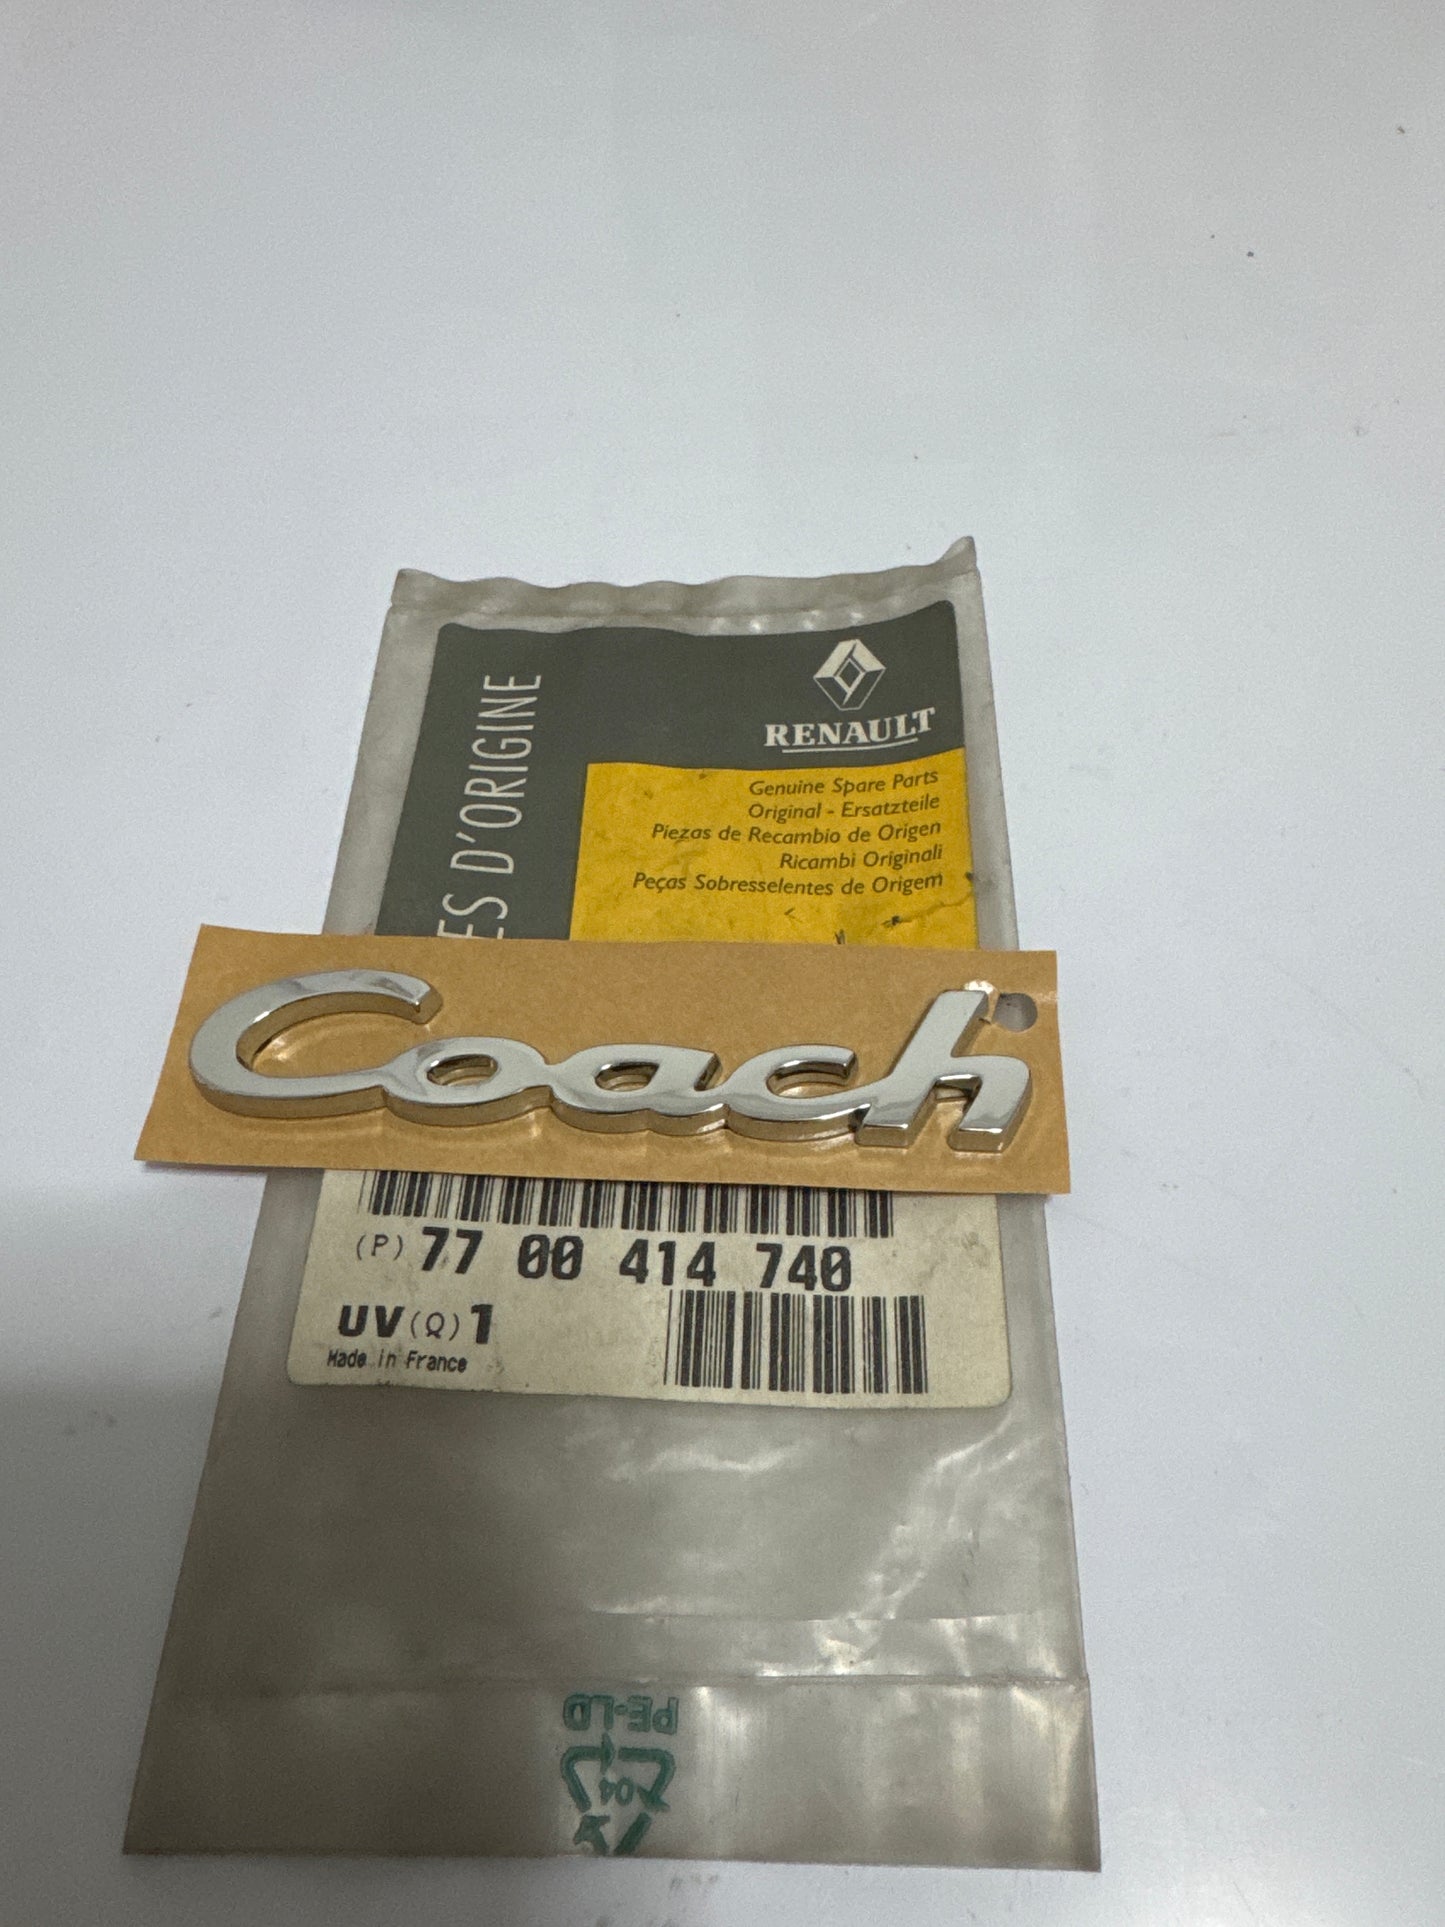 ES D'ORIGINE
RENAULT
Genuine Spare Parts
Original - Ersatzteile
Piezas de Recambio de Origen
Ricambi Originali
Peças Sobresselentes de Origem
Coach
(P) 77 00 414 740
UV (Q) 1
Made in France
PE-LD
04